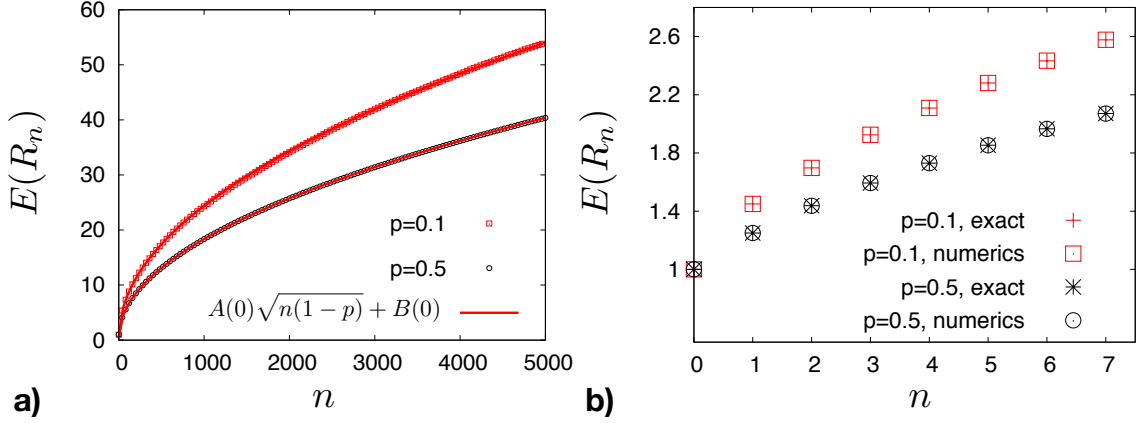 60
50
40
30
20
10
0
E(R_n)
0 1000 2000 3000 4000 5000
n
p=0.1
p=0.5
A(0)√n(1 − p) + B(0)
a)
2.6
2.2
1.8
1.4
1
E(R_n)
0 1 2 3 4 5 6 7
n
p=0.1, exact
p=0.1, numerics
p=0.5, exact
p=0.5, numerics
b)